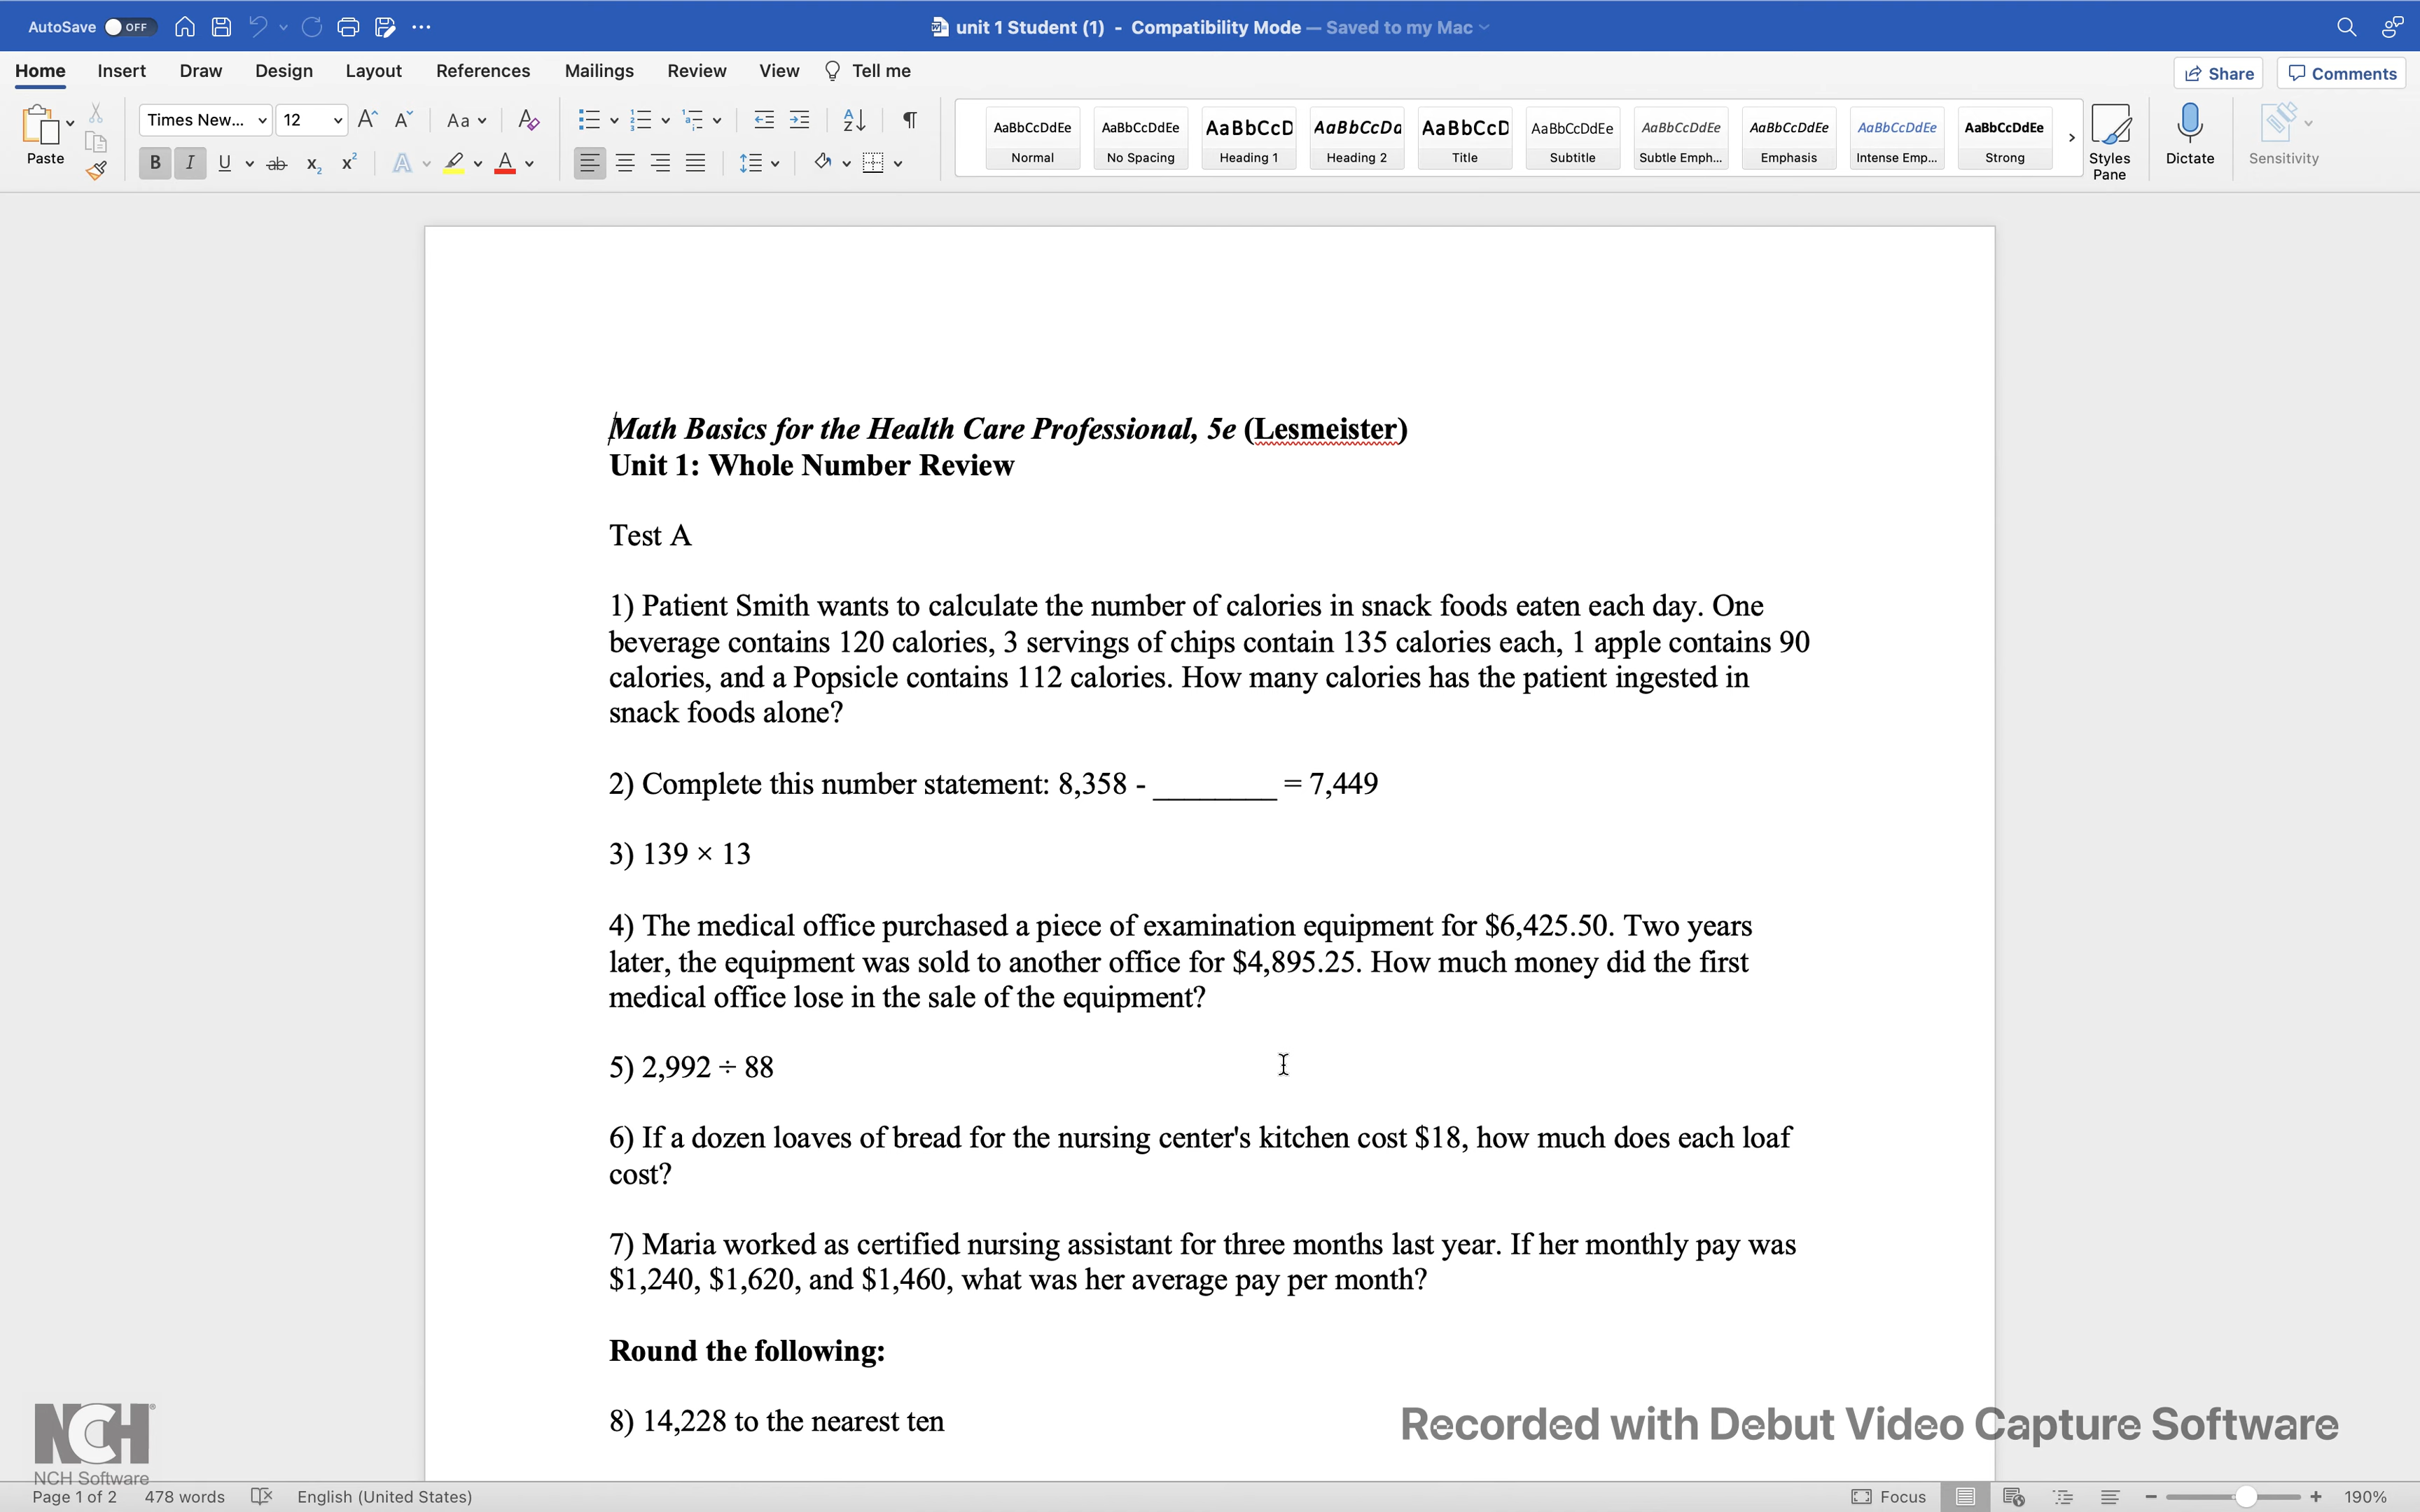 AutoSave OFF
unit 1 Student (1) - Compatibility Mode — Saved to my Mac
Home Insert Draw Design Layout References Mailings Review View Tell me
Share Comments
Paste
Times New... 12
AaBbCcDdEe Normal
AaBbCcDdEe No Spacing
AaBbCcD Heading 1
AaBbCcDc Heading 2
AaBbCcD Title
AaBbCcDdEe Subtitle
AaBbCcDdEe Subtle Emph...
AaBbCcDdEe Emphasis
AaBbCcDdEe Intense Emp...
AaBbCcDdEe Strong
Styles Pane
Dictate
Sensitivity
Math Basics for the Health Care Professional, 5e (Lesmeister)
Unit 1: Whole Number Review
Test A
1) Patient Smith wants to calculate the number of calories in snack foods eaten each day. One
beverage contains 120 calories, 3 servings of chips contain 135 calories each, 1 apple contains 90
calories, and a Popsicle contains 112 calories. How many calories has the patient ingested in
snack foods alone?
2) Complete this number statement: 8,358 - ________ = 7,449
3) 139 × 13
4) The medical office purchased a piece of examination equipment for $6,425.50. Two years
later, the equipment was sold to another office for $4,895.25. How much money did the first
medical office lose in the sale of the equipment?
5) 2,992 ÷ 88
6) If a dozen loaves of bread for the nursing center's kitchen cost $18, how much does each loaf
cost?
7) Maria worked as certified nursing assistant for three months last year. If her monthly pay was
$1,240, $1,620, and $1,460, what was her average pay per month?
Round the following:
8) 14,228 to the nearest ten
NCH
NCH Software
Recorded with Debut Video Capture Software
Page 1 of 2 478 words English (United States) Focus 190%